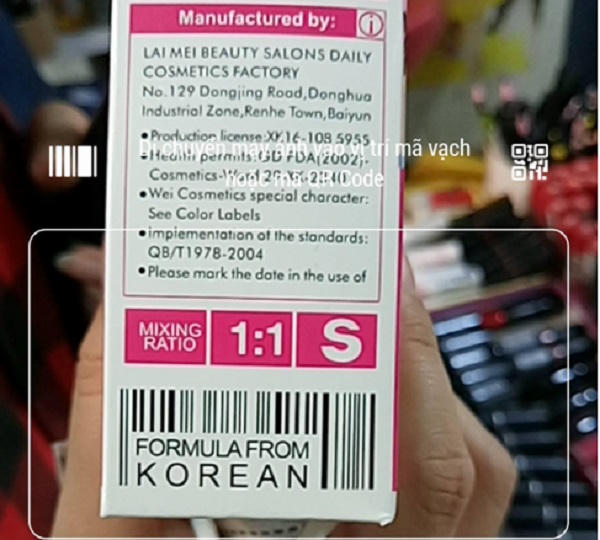 Manufactured by:
LAI MEI BEAUTY SALONS DAILY
COSMETICS FACTORY
No.129 Dongjing Road,Donghua
Industrial Zone,Renhe Town,Baiyun
•Production license:XK16-108 5955
Di chuyển máy ảnh vào vị trí mã vạch
•Health permits:GD FDA(2002).
Cosmetics-
hoặc mã QR Code
•Wei Cosmetics special character:
See Color Labels
•implementation of the standards:
QB/T1978-2004
•Please mark the date in the use of
MIXING
RATIO
1:1
S
FORMULA FROM
KOREAN